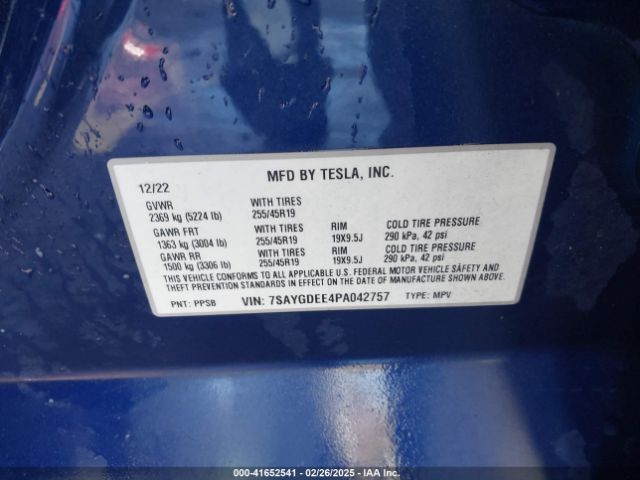 MFD BY TESLA, INC.
12/22
GVWR WITH TIRES
2369 kg (5224 lb) 255/45R19
GAWR FRT WITH TIRES RIM COLD TIRE PRESSURE
1363 kg (3004 lb) 255/45R19 19X9.5J 290 kPa, 42 psi
GAWR RR WITH TIRES RIM COLD TIRE PRESSURE
1500 kg (3306 lb) 255/45R19 19X9.5J 290 kPa, 42 psi
THIS VEHICLE CONFORMS TO ALL APPLICABLE U.S. FEDERAL MOTOR VEHICLE SAFETY AND
THEFT PREVENTION STANDARDS IN EFFECT ON THE DATE OF MANUFACTURE SHOWN ABOVE.
PNT: PPSB VIN: 7SAYGDEE4PA042757 TYPE: MPV
000-41652541 - 02/26/2025 - IAA Inc.